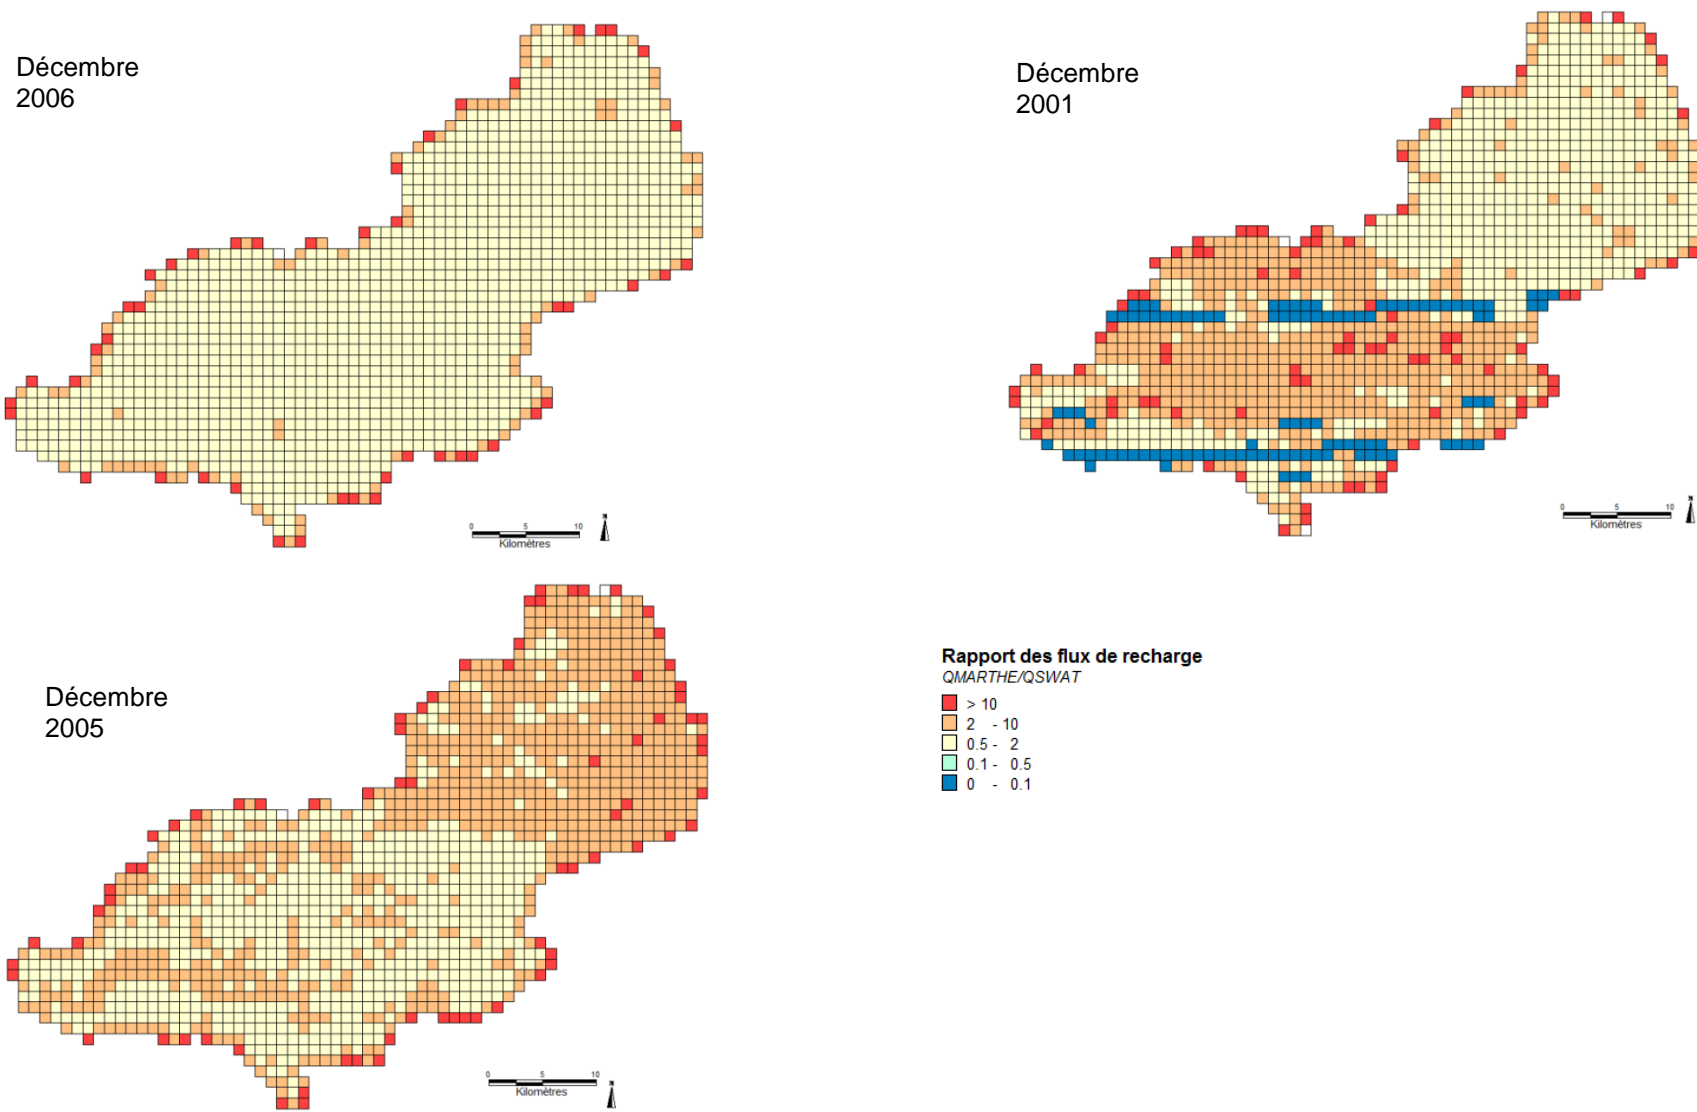 Décembre
2006
0 5 10
Kilomètres
N
Décembre
2001
0 5 10
Kilomètres
N
Décembre
2005
0 5 10
Kilomètres
N
Rapport des flux de recharge
QMARTHE/QSWAT
> 10
2 - 10
0.5 - 2
0.1 - 0.5
0 - 0.1